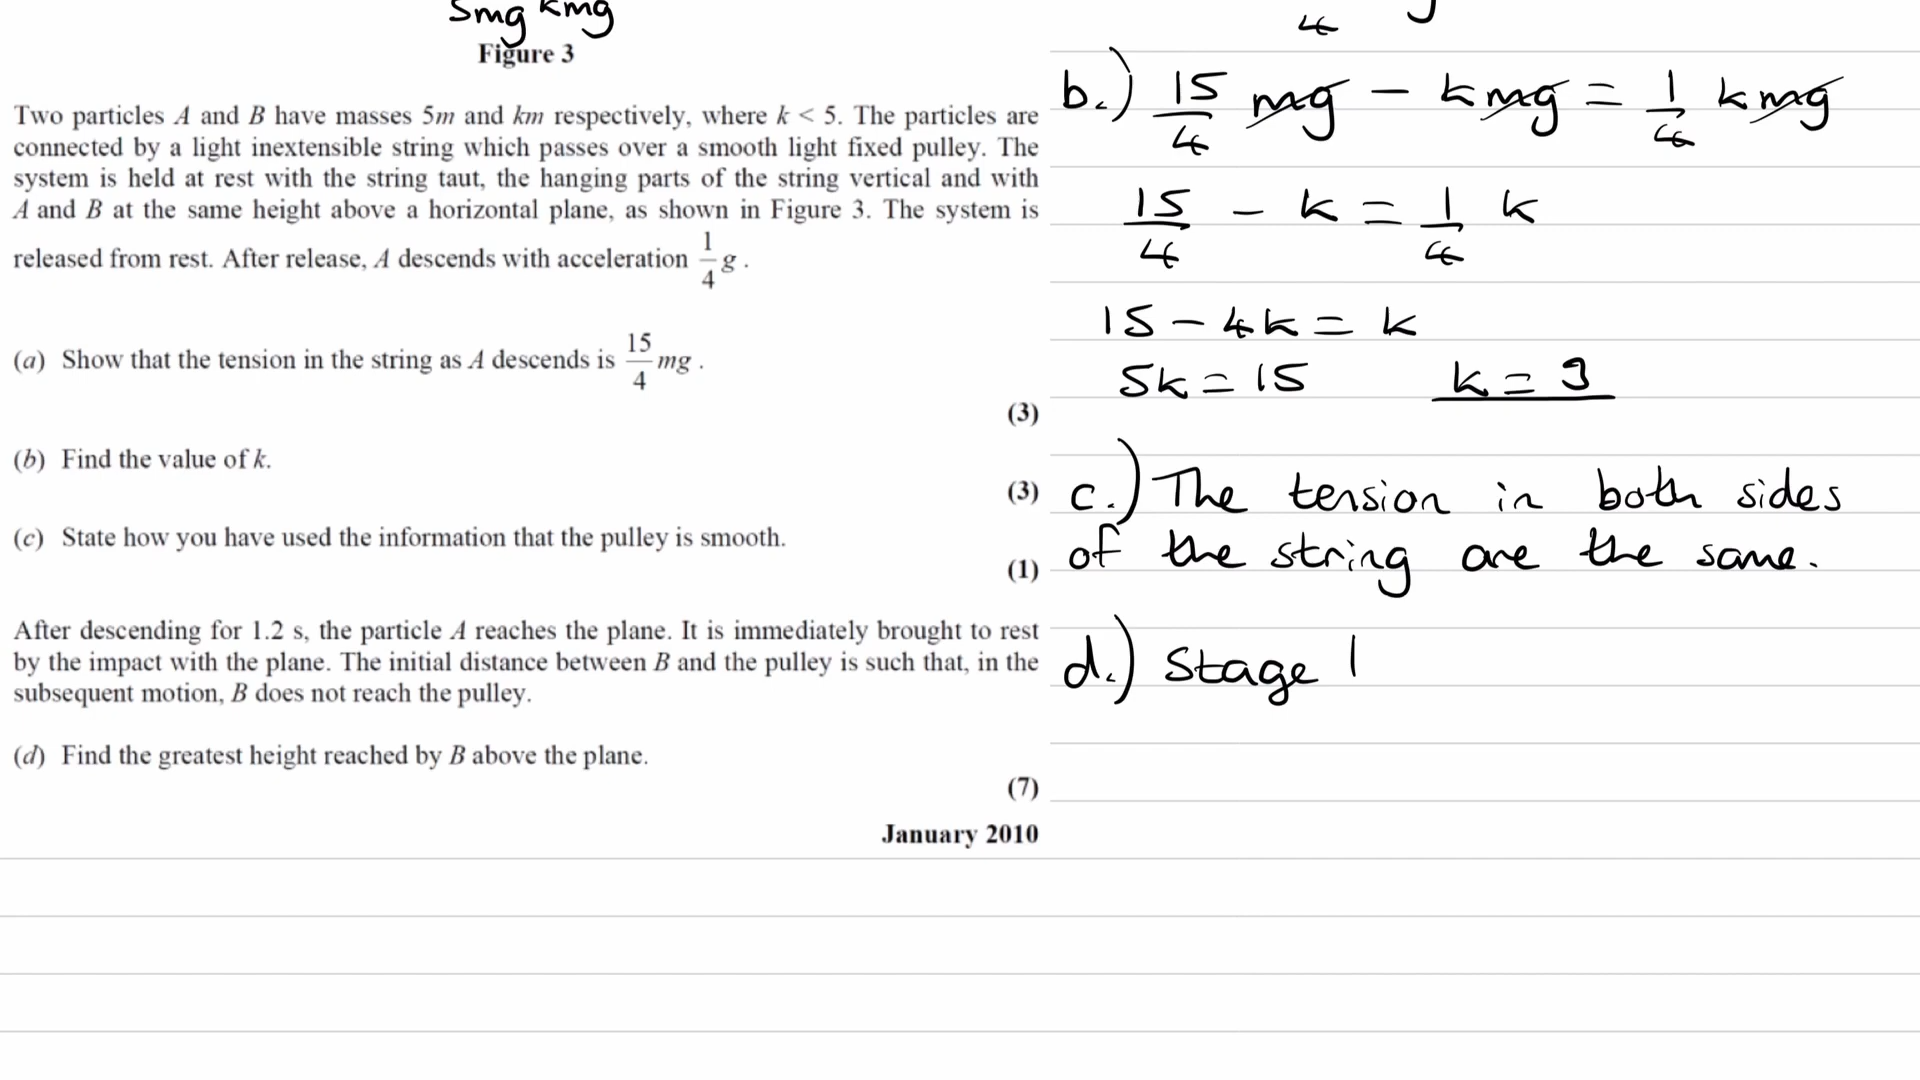 5mg kmg
Figure 3
Two particles A and B have masses 5m and km respectively, where k < 5. The particles are
connected by a light inextensible string which passes over a smooth light fixed pulley. The
system is held at rest with the string taut, the hanging parts of the string vertical and with
A and B at the same height above a horizontal plane, as shown in Figure 3. The system is
released from rest. After release, A descends with acceleration 1/4 g .
(a) Show that the tension in the string as A descends is 15/4 mg .
(3)
(b) Find the value of k.
(3)
(c) State how you have used the information that the pulley is smooth.
(1)
After descending for 1.2 s, the particle A reaches the plane. It is immediately brought to rest
by the impact with the plane. The initial distance between B and the pulley is such that, in the
subsequent motion, B does not reach the pulley.
(d) Find the greatest height reached by B above the plane.
(7)
January 2010
4
b.) 15/4 mg - kmg = 1/4 kmg
15/4 - k = 1/4 k
15 - 4k = k
5k = 15 k = 3
c.) The tension in both sides
of the string are the same.
d.) Stage 1